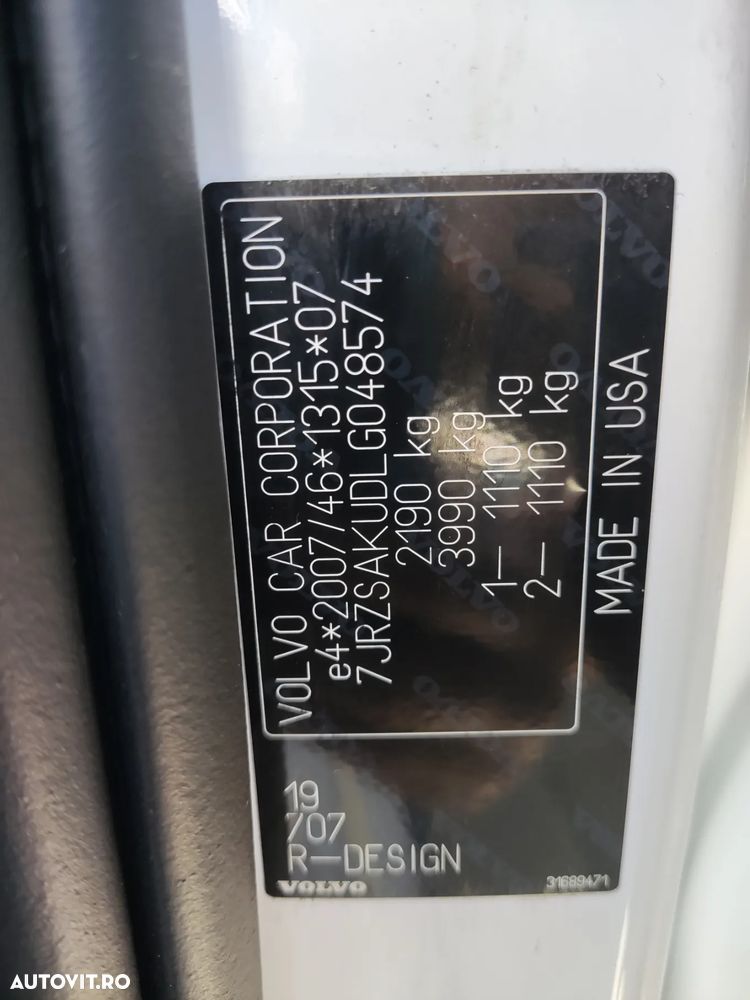 VOLVO CAR CORPORATION
e4*2007/46*1315*07
7JRZSAKUDLG048574
2190 kg
3990 kg
1— 1110 kg
2— 1110 kg
MADE IN USA
19
707
R—DESIGN
VOLVO
31689471
AUTOVIT.RO